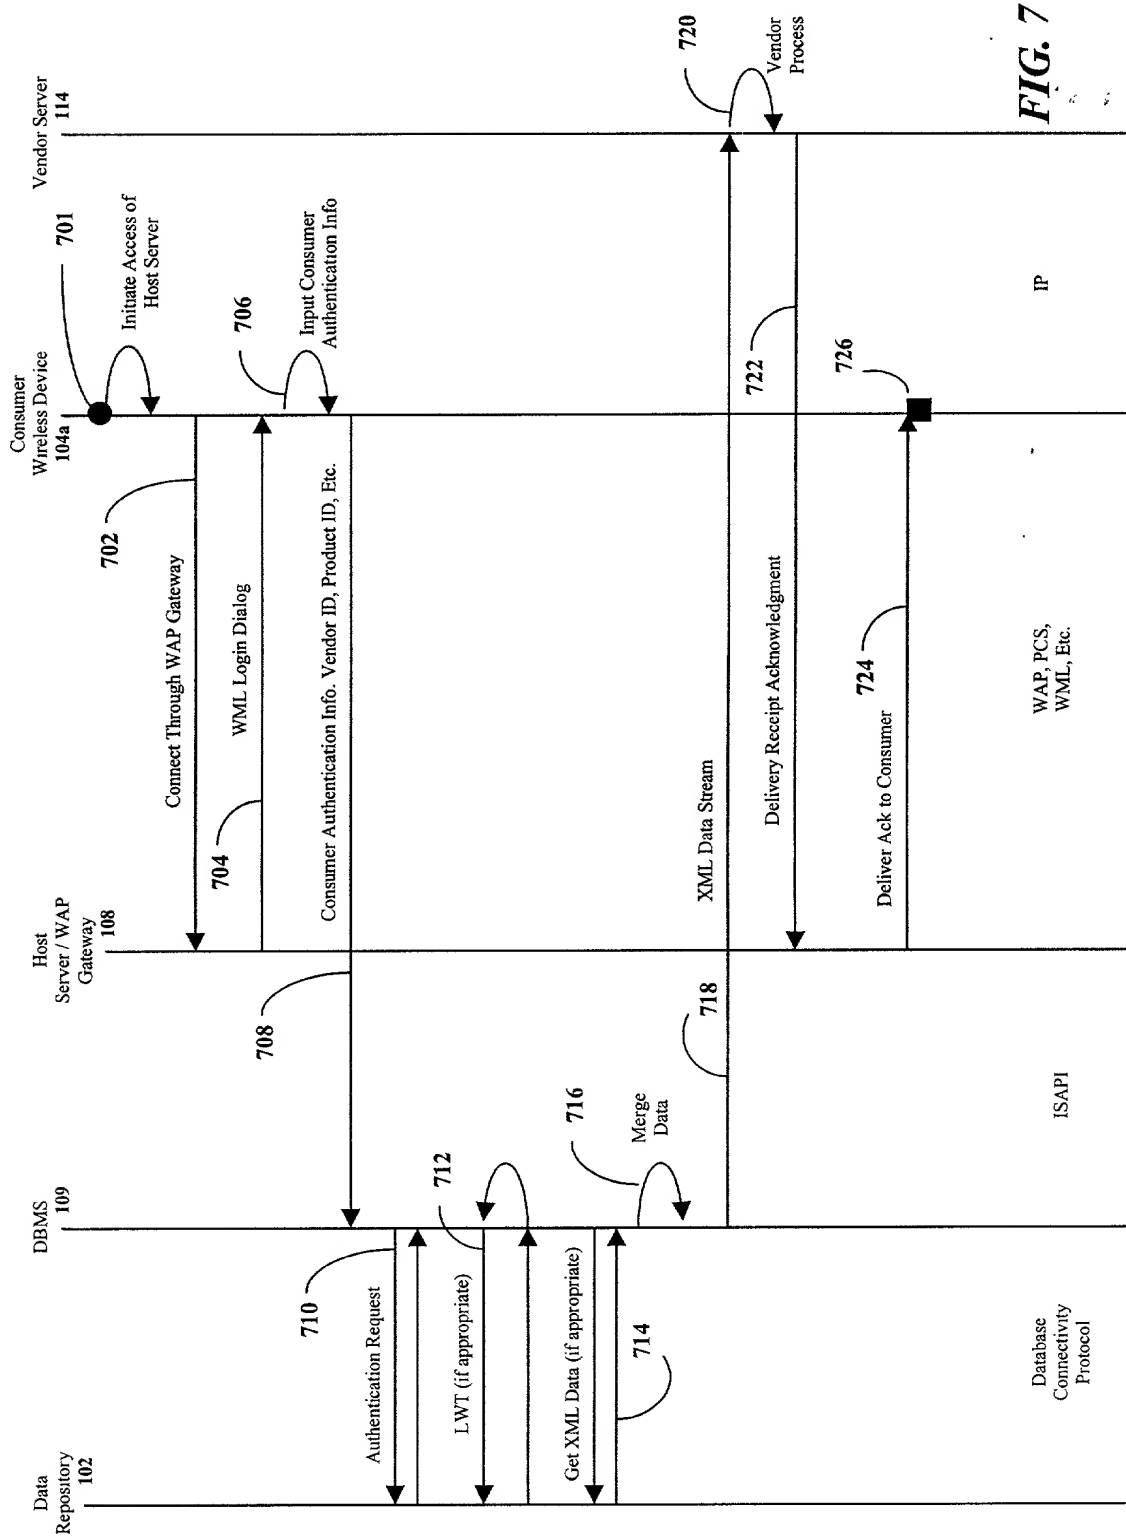 Data
Repository
102
DBMS
109
Host
Server / WAP
Gateway
108
Consumer
Wireless Device
104a
Vendor Server
114
701
Initiate Access of
Host Server
702
Connect Through WAP Gateway
704
WML Login Dialog
706
Input Consumer
Authentication Info
708
Consumer Authentication Info. Vendor ID, Product ID, Etc.
710
Authentication Request
712
LWT (if appropriate)
Get XML Data (if appropriate)
714
716
Merge
Data
718
XML Data Stream
720
Vendor
Process
722
Delivery Receipt Acknowledgment
724
Deliver Ack to Consumer
726
Database
Connectivity
Protocol
ISAPI
WAP, PCS,
WML, Etc.
IP
FIG. 7